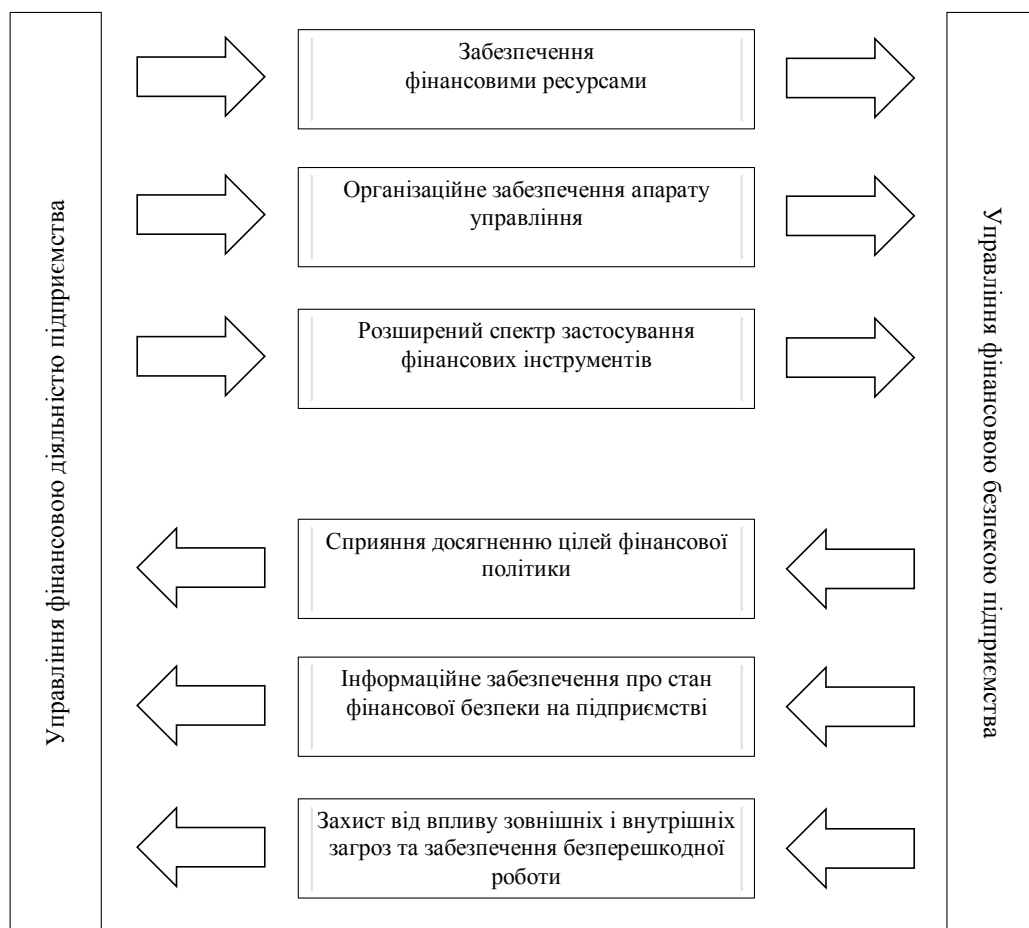 Управління фінансовою діяльністю підприємства
Забезпечення
фінансовими ресурсами
Організаційне забезпечення апарату
управління
Розширений спектр застосування
фінансових інструментів
Сприяння досягненню цілей фінансової
політики
Інформаційне забезпечення про стан
фінансової безпеки на підприємстві
Захист від впливу зовнішніх і внутрішніх
загроз та забезпечення безперешкодної
роботи
Управління фінансовою безпекою підприємства